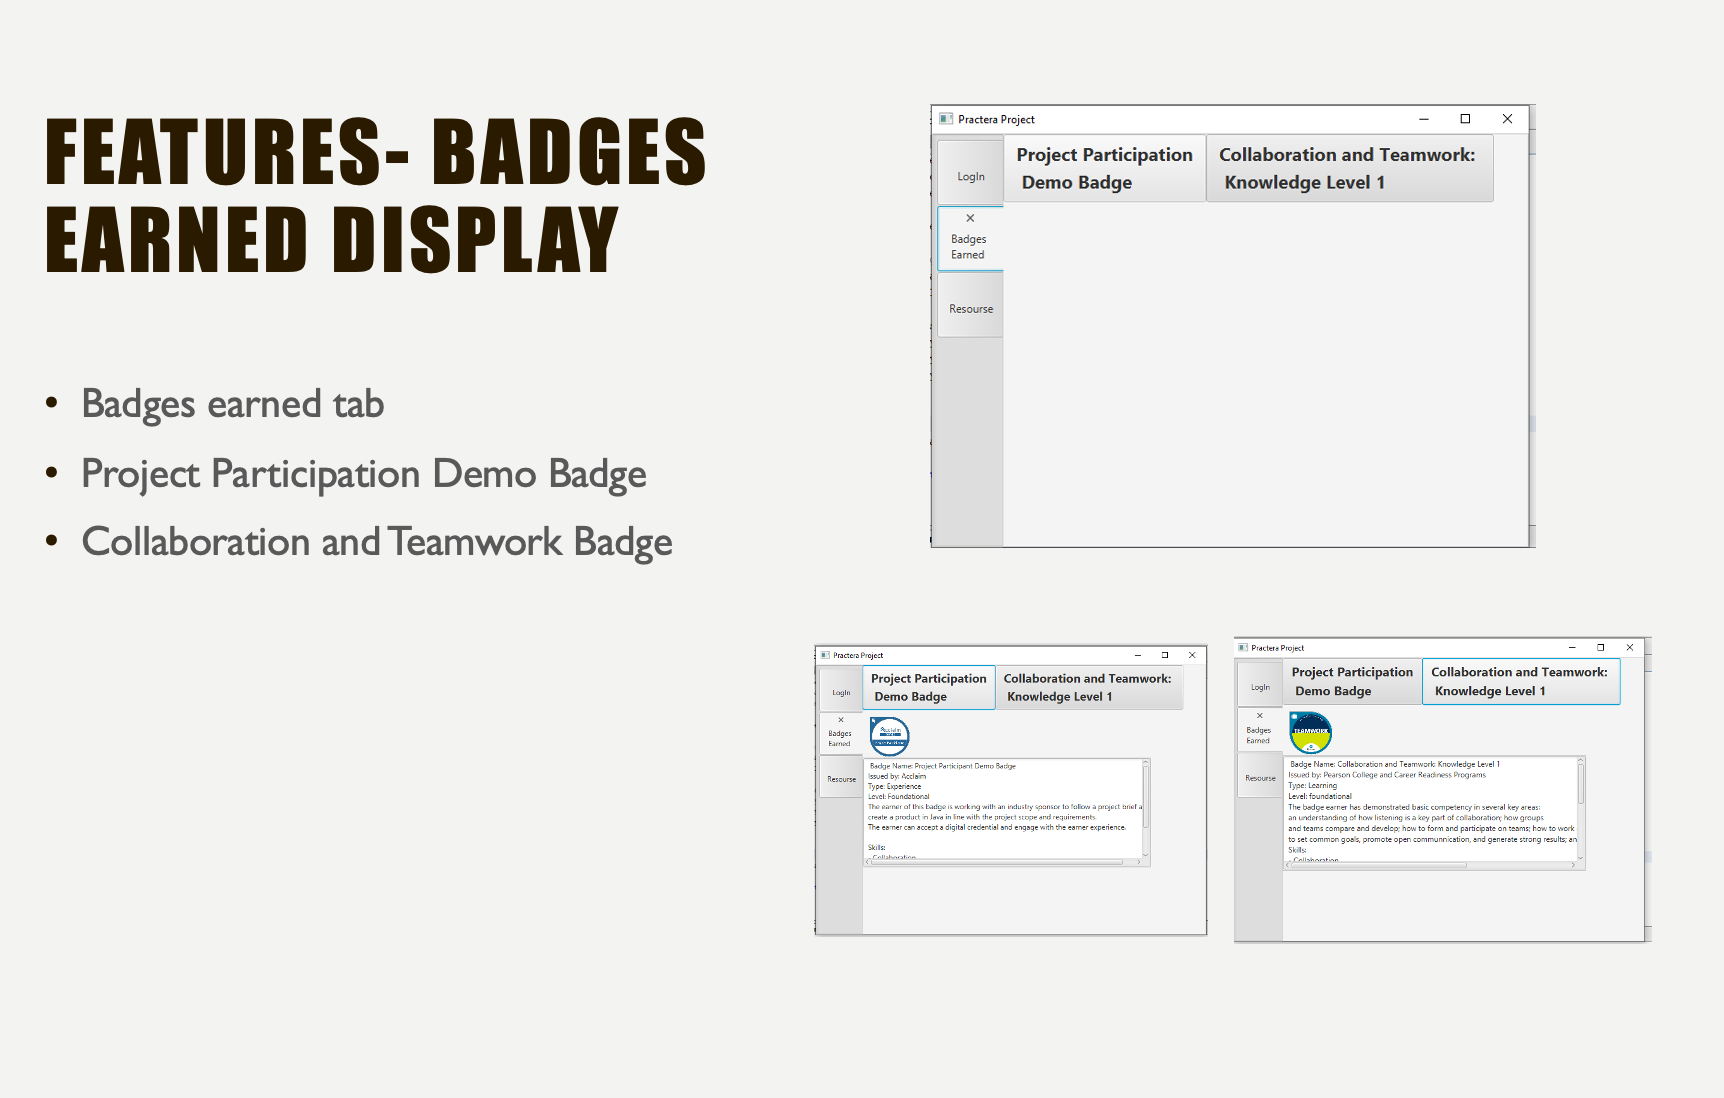 FEATURES- BADGES
EARNED DISPLAY
• Badges earned tab
• Project Participation Demo Badge
• Collaboration and Teamwork Badge
Practera Project
LogIn
Badges
Earned
Resourse
Project Participation
Demo Badge
Collaboration and Teamwork:
Knowledge Level 1
Practera Project
LogIn
Badges
Earned
Resourse
Project Participation
Demo Badge
Collaboration and Teamwork:
Knowledge Level 1
Acclaim
Badge Name: Project Participant Demo Badge
Issued by: Acclaim
Type: Experience
Level: Foundational
The earner of this badge is working with an industry sponsor to follow a project brief a
create a product in Java in line with the project scope and requirements.
The earner can accept a digital credential and engage with the earner experience.
Skills:
- Collaboration
Practera Project
LogIn
Badges
Earned
Resourse
Project Participation
Demo Badge
Collaboration and Teamwork:
Knowledge Level 1
TEAMWORK
Badge Name: Collaboration and Teamwork: Knowledge Level 1
Issued by: Pearson College and Career Readiness Programs
Type: Learning
Level: foundational
The badge earner has demonstrated basic competency in several key areas:
an understanding of how listening is a key part of collaboration; how groups
and teams compare and develop; how to form and participate on teams; how to work
to set common goals, promote open communication, and generate strong results; an
Skills:
- Collaboration